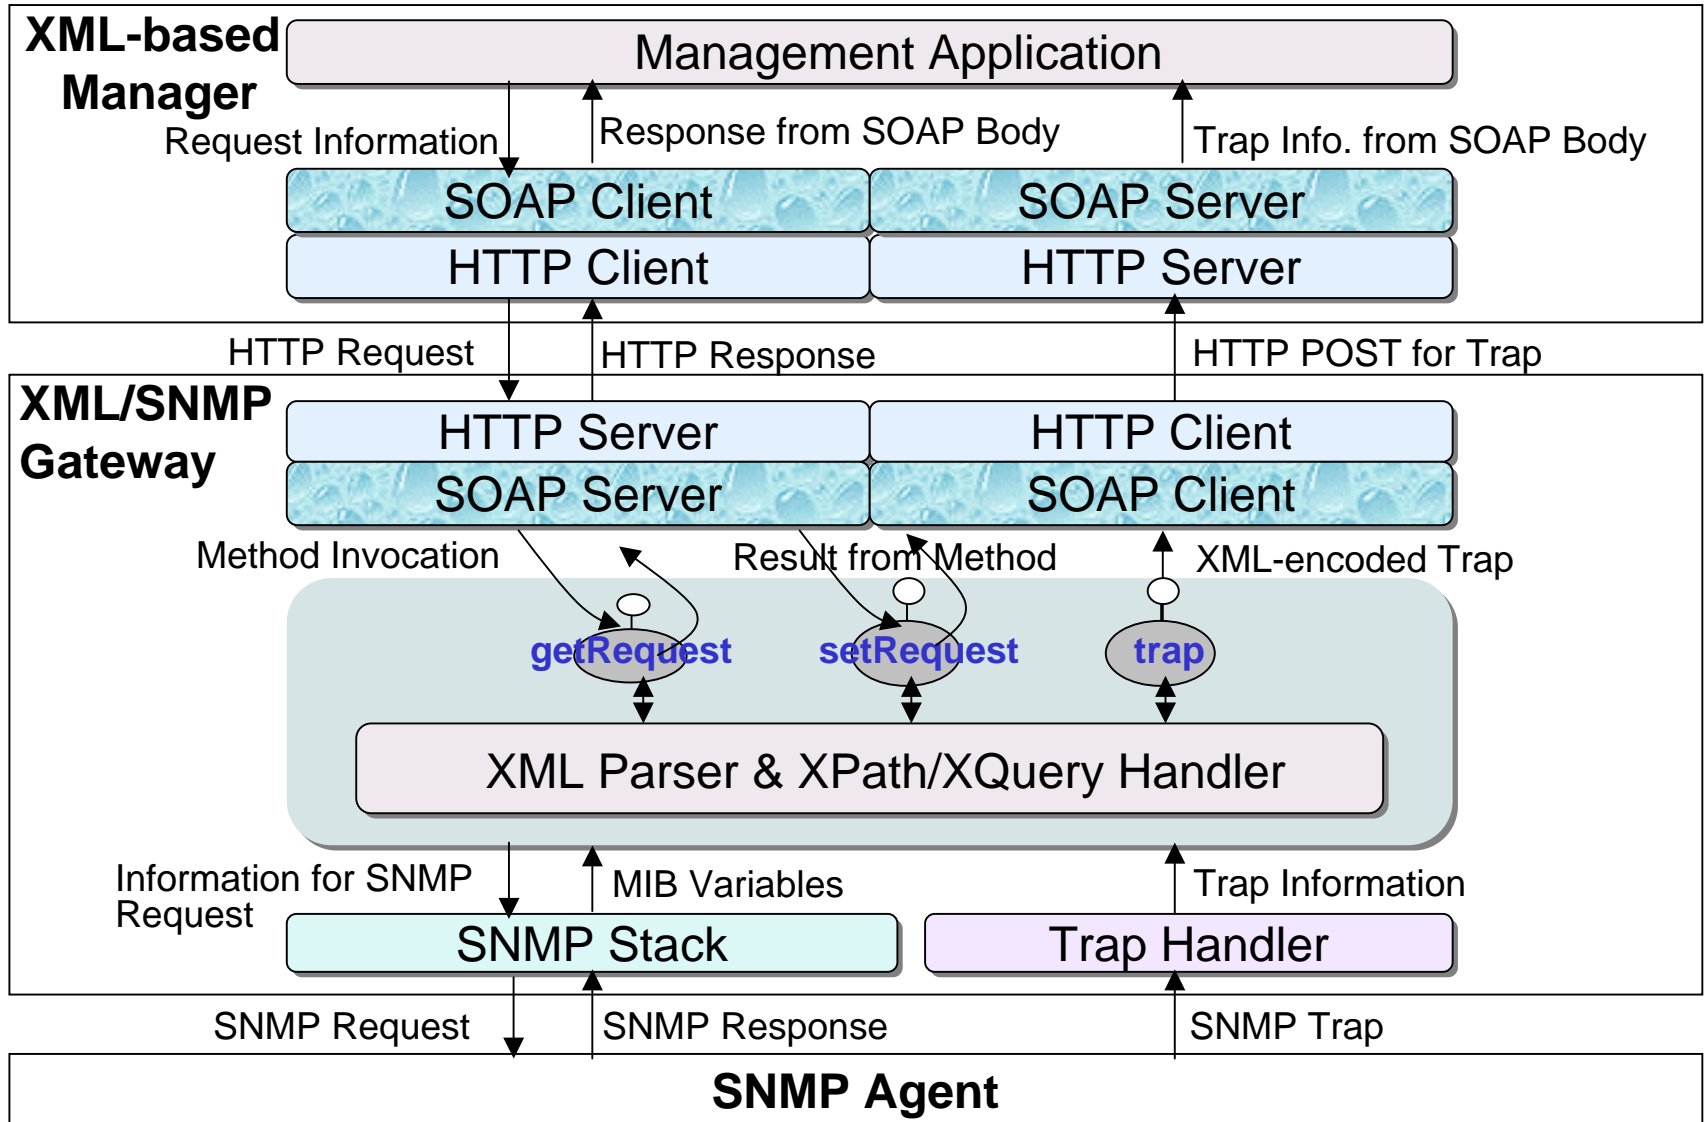 XML-based
Manager
Management Application
Request Information
Response from SOAP Body
Trap Info. from SOAP Body
SOAP Client
SOAP Server
HTTP Client
HTTP Server
HTTP Request
HTTP Response
HTTP POST for Trap
XML/SNMP
Gateway
HTTP Server
HTTP Client
SOAP Server
SOAP Client
Method Invocation
Result from Method
XML-encoded Trap
getRequest
setRequest
trap
XML Parser & XPath/XQuery Handler
Information for SNMP
Request
MIB Variables
Trap Information
SNMP Stack
Trap Handler
SNMP Request
SNMP Response
SNMP Trap
SNMP Agent